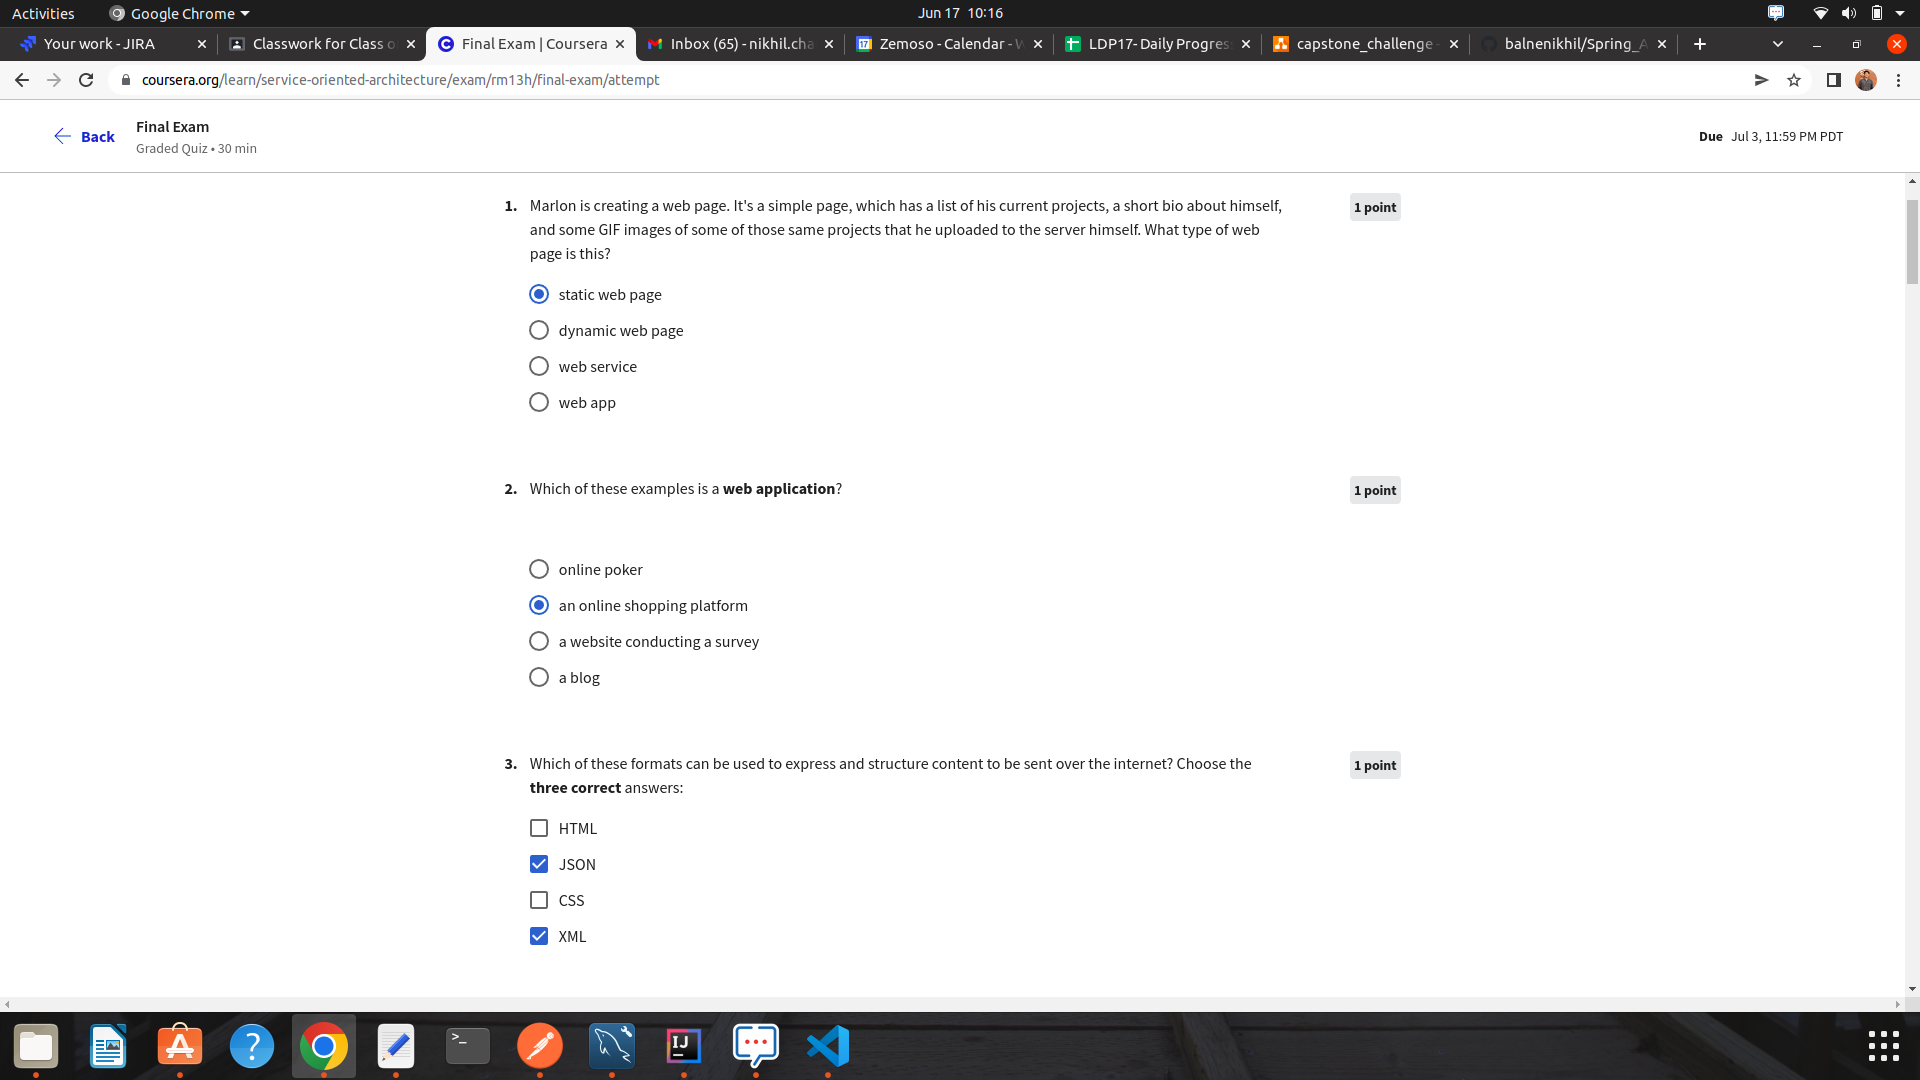 Activities Google Chrome Jun 17 10:16
Your work - JIRA Classwork for Class o Final Exam | Coursera Inbox (65) - nikhil.cha Zemoso - Calendar - W LDP17- Daily Progres capstone_challenge - balnenikhil/Spring_A
coursera.org/learn/service-oriented-architecture/exam/rm13h/final-exam/attempt
Back
Final Exam
Graded Quiz • 30 min
Due Jul 3, 11:59 PM PDT
1. Marlon is creating a web page. It's a simple page, which has a list of his current projects, a short bio about himself, 1 point
and some GIF images of some of those same projects that he uploaded to the server himself. What type of web
page is this?
static web page
dynamic web page
web service
web app
2. Which of these examples is a web application? 1 point
online poker
an online shopping platform
a website conducting a survey
a blog
3. Which of these formats can be used to express and structure content to be sent over the internet? Choose the 1 point
three correct answers:
HTML
JSON
CSS
XML